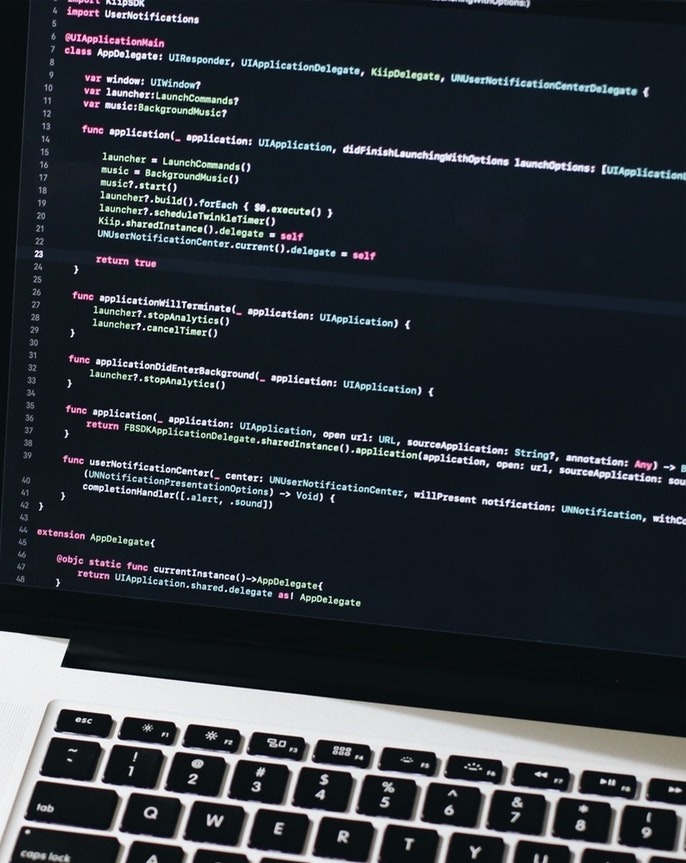 import KiipSDK
4 import UserNotifications
5
6 @UIApplicationMain
7 class AppDelegate: UIResponder, UIApplicationDelegate, KiipDelegate, UNUserNotificationCenterDelegate {
8
9 var window: UIWindow?
10 var launcher:LaunchCommands?
11 var music:BackgroundMusic?
12
13 func application(_ application: UIApplication, didFinishLaunchingWithOptions launchOptions: [
14
15 launcher = LaunchCommands()
16 music = BackgroundMusic()
17 music?.start()
18 launcher?.build().forEach { $0.execute() }
19 launcher?.scheduleTwinkleTimer()
20 Kiip.sharedInstance().delegate = self
21 UNUserNotificationCenter.current().delegate = self
22
23 return true
24 }
25
26 func applicationWillTerminate(_ application: UIApplication) {
27 launcher?.stopAnalytics()
28 launcher?.cancelTimer()
29 }
30
31 func applicationDidEnterBackground(_ application: UIApplication) {
32 launcher?.stopAnalytics()
33 }
34
35 func application(_ application: UIApplication, open url: URL, sourceApplication: String?, annotation: Any) -> B
36 return FBSDKApplicationDelegate.sharedInstance().application(application, open: url, sourceApplication: sou
37 }
38
39 func userNotificationCenter(_ center: UNUserNotificationCenter, willPresent notification: UNNotification, withCo
(UNNotificationPresentationOptions) -> Void) {
40 completionHandler([.alert, .sound])
41 }
42 }
43
44 extension AppDelegate{
45
46 @objc static func currentInstance()->AppDelegate{
47 return UIApplication.shared.delegate as! AppDelegate
48 }
esc F1 F2 F3 F4 F5 F6 F7 F8
~ ! 1 @ 2 # 3 $ 4 % 5 ^ 6 & 7 * 8 ( 9
tab Q W E R T Y U
caps lock A